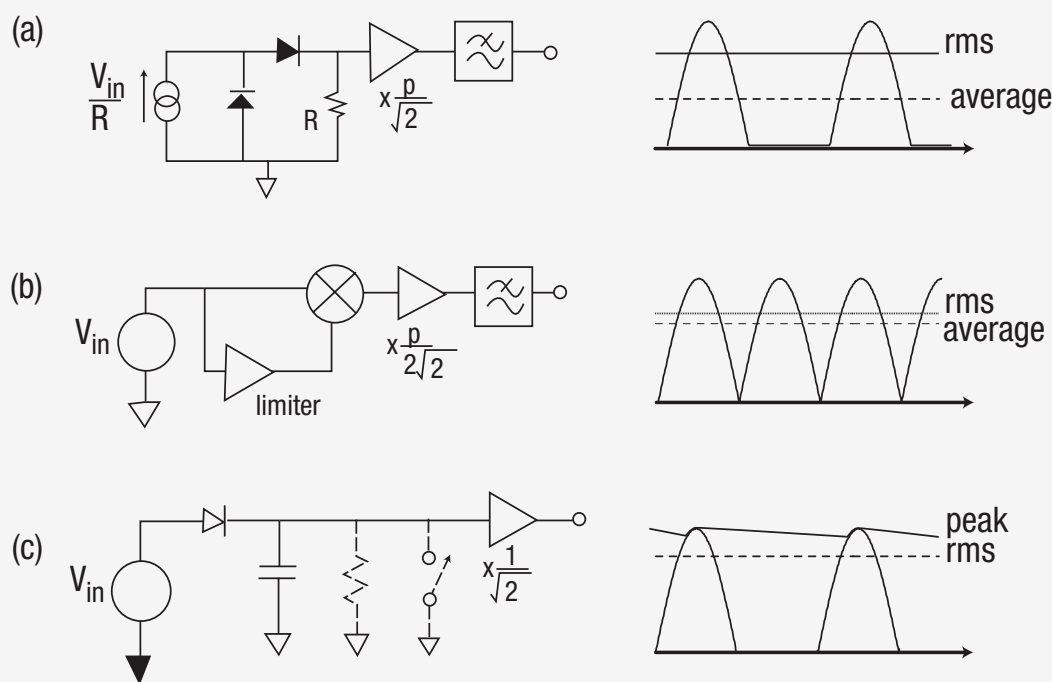 (a)
V_in/R
R
x p/√2
rms
average
(b)
V_in
limiter
x p/2√2
rms
average
(c)
V_in
x 1/√2
peak
rms